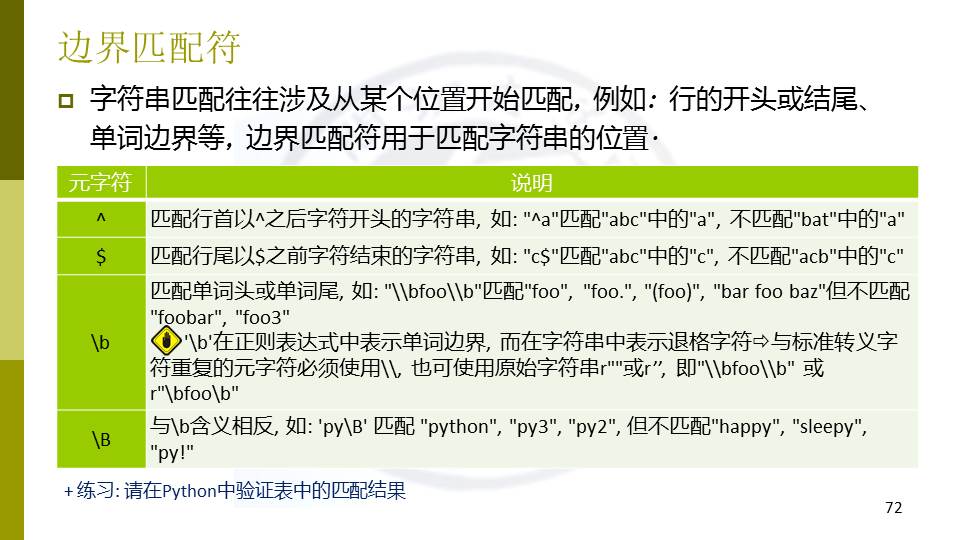 边界匹配符
字符串匹配往往涉及从某个位置开始匹配，例如：行的开头或结尾、
单词边界等，边界匹配符用于匹配字符串的位置·
元字符 说明
^ 匹配行首以^之后字符开头的字符串, 如: "^a"匹配"abc"中的"a", 不匹配"bat"中的"a"
$ 匹配行尾以$之前字符结束的字符串, 如: "c$"匹配"abc"中的"c", 不匹配"acb"中的"c"
\b 匹配单词头或单词尾, 如: "\\bfoo\\b"匹配"foo", "foo.", "(foo)", "bar foo baz"但不匹配
"foobar", "foo3"
'\b'在正则表达式中表示单词边界, 而在字符串中表示退格字符⇨与标准转义字
符重复的元字符必须使用\\, 也可使用原始字符串r""或r’’, 即"\\bfoo\\b" 或
r"\bfoo\b"
\B 与\b含义相反, 如: 'py\B' 匹配 "python", "py3", "py2", 但不匹配"happy", "sleepy",
"py!"
+ 练习: 请在Python中验证表中的匹配结果
72